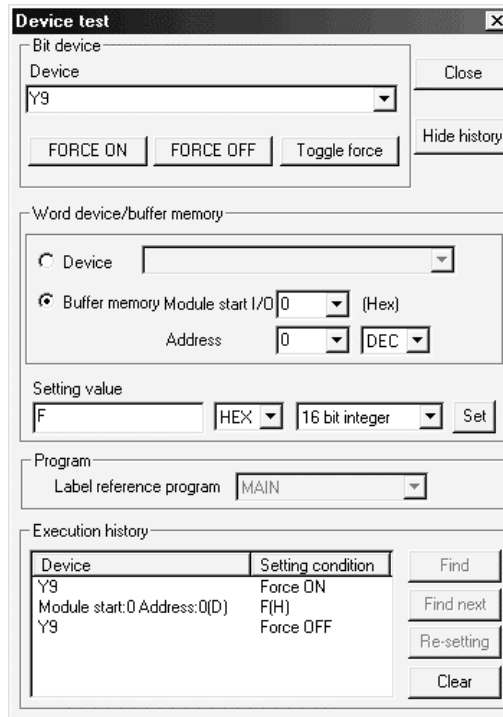 Device test
Bit device
Device
Close
Y9
FORCE ON FORCE OFF Toggle force
Hide history
Word device/buffer memory
Device
Buffer memory Module start I/O 0 (Hex)
Address 0 DEC
Setting value
F HEX 16 bit integer Set
Program
Label reference program MAIN
Execution history
Device Setting condition Find
Y9 Force ON
Module start:0 Address:0(D) F(H) Find next
Y9 Force OFF
Re-setting
Clear